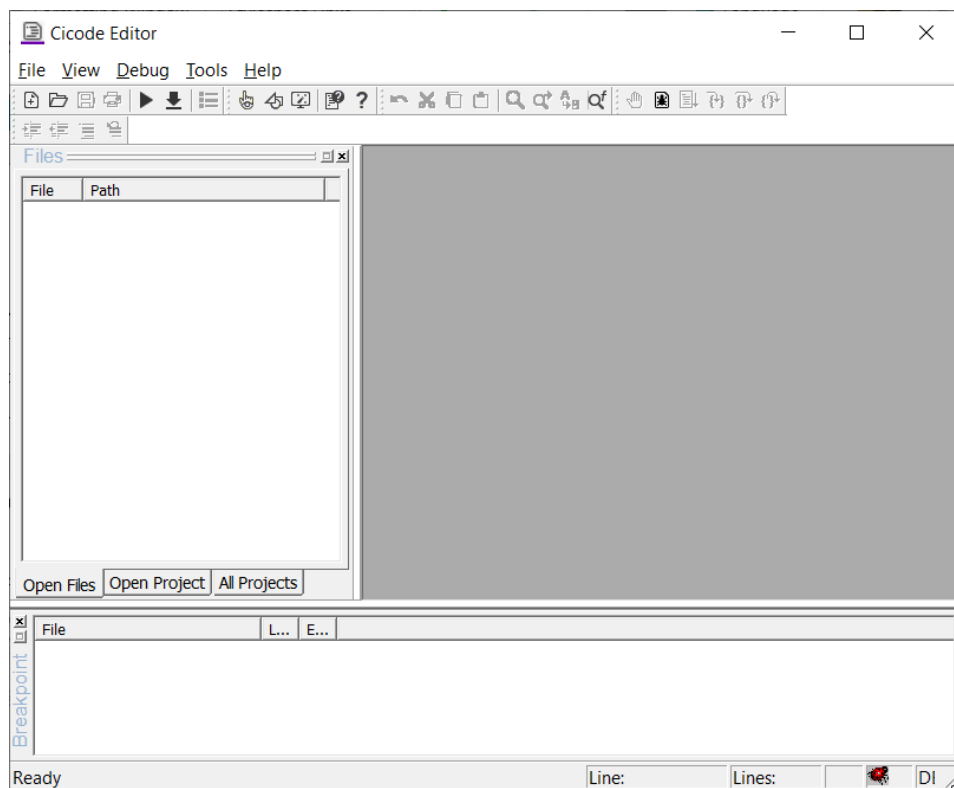 Cicode Editor
File View Debug Tools Help
Files
File Path
Open Files Open Project All Projects
File L... E...
Breakpoint
Ready Line: Lines: